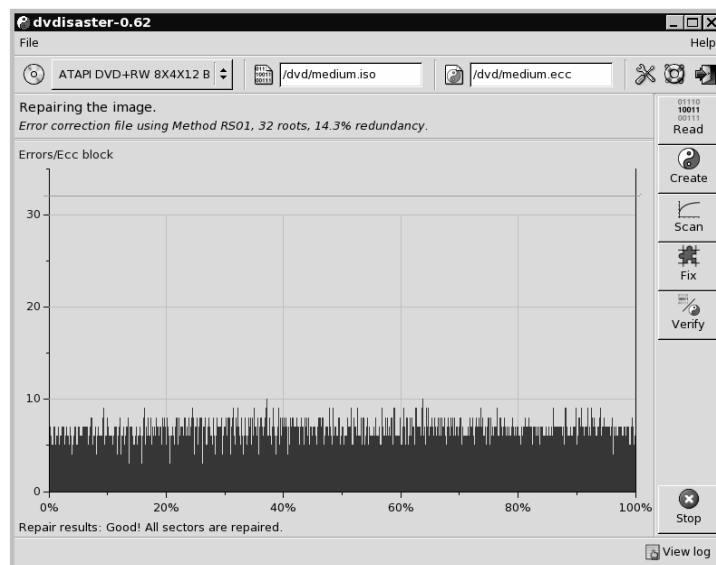 dvdisaster-0.62
File Help
ATAPI DVD+RW 8X4X12 B /dvd/medium.iso /dvd/medium.ecc
Repairing the image.
Error correction file using Method RS01, 32 roots, 14.3% redundancy.
01110
10011
00111
Read
Errors/Ecc block
Create
30
Scan
Fix
20
Verify
10
0
0% 20% 40% 60% 80% 100%
Stop
Repair results: Good! All sectors are repaired.
View log